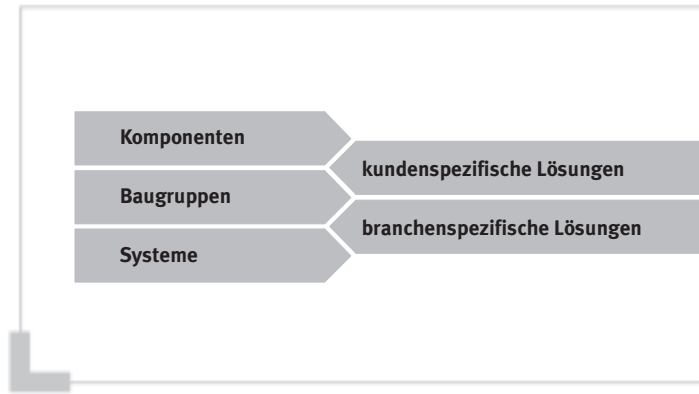 Komponenten
Baugruppen
Systeme
kundenspezifische Lösungen
branchenspezifische Lösungen